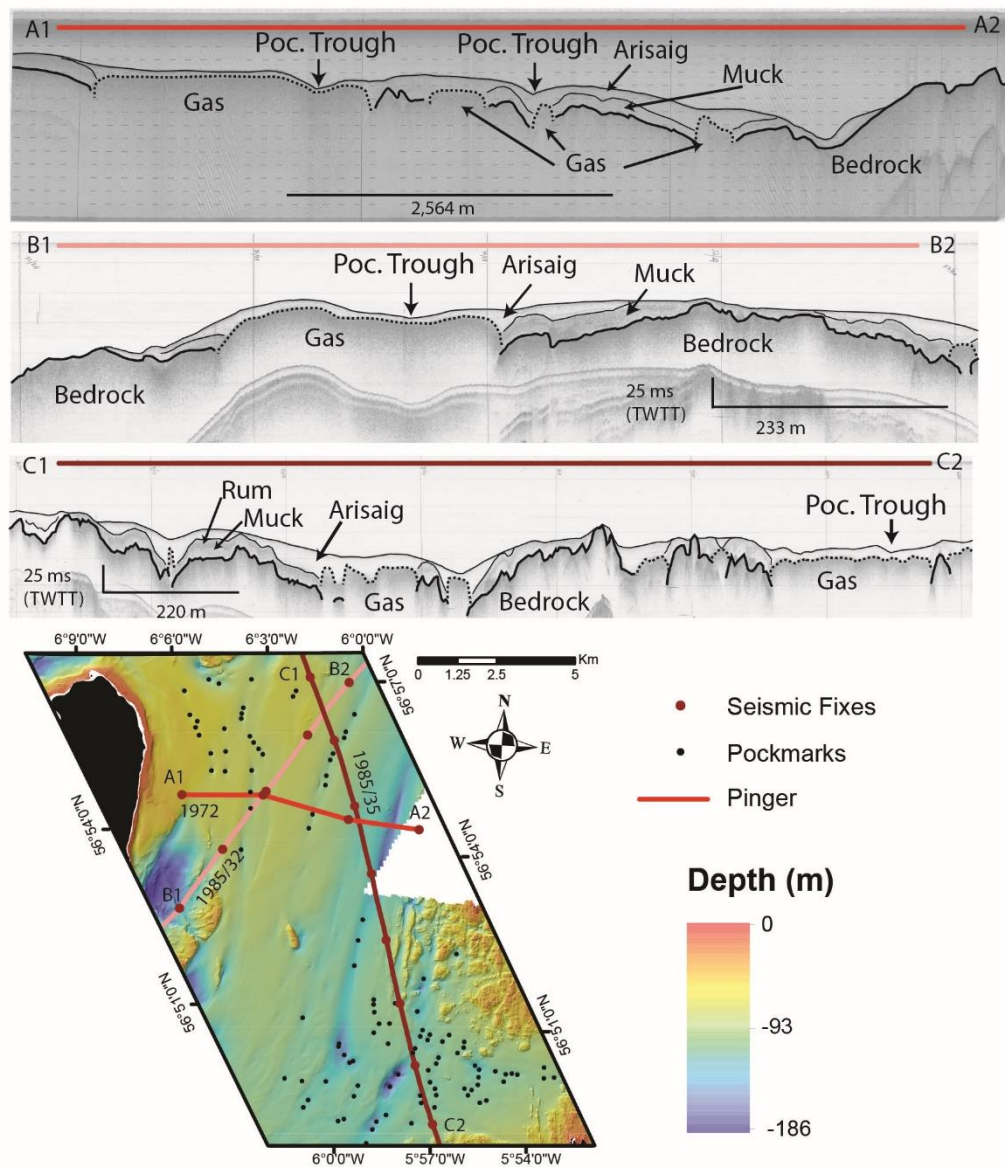 A1
A2
Poc. Trough
Poc. Trough
Arisaig
Muck
Gas
Gas
Bedrock
2,564 m
B1
B2
Poc. Trough
Arisaig
Muck
Gas
Bedrock
Bedrock
25 ms
(TWTT)
233 m
C1
C2
Rum
Muck
Arisaig
Poc. Trough
25 ms
(TWTT)
220 m
Gas
Bedrock
Gas
6°9'0"W
6°6'0"W
6°3'0"W
6°0'0"W
0 1.25 2.5 5
Km
C1
B2
56°57'0"N
N
W
E
S
A1
1972
1985/35
A2
56°54'0"N
56°54'0"N
1985/32
B1
56°51'0"N
56°51'0"N
C2
6°0'0"W
5°57'0"W
5°54'0"W
Seismic Fixes
Pockmarks
Pinger
Depth (m)
0
-93
-186